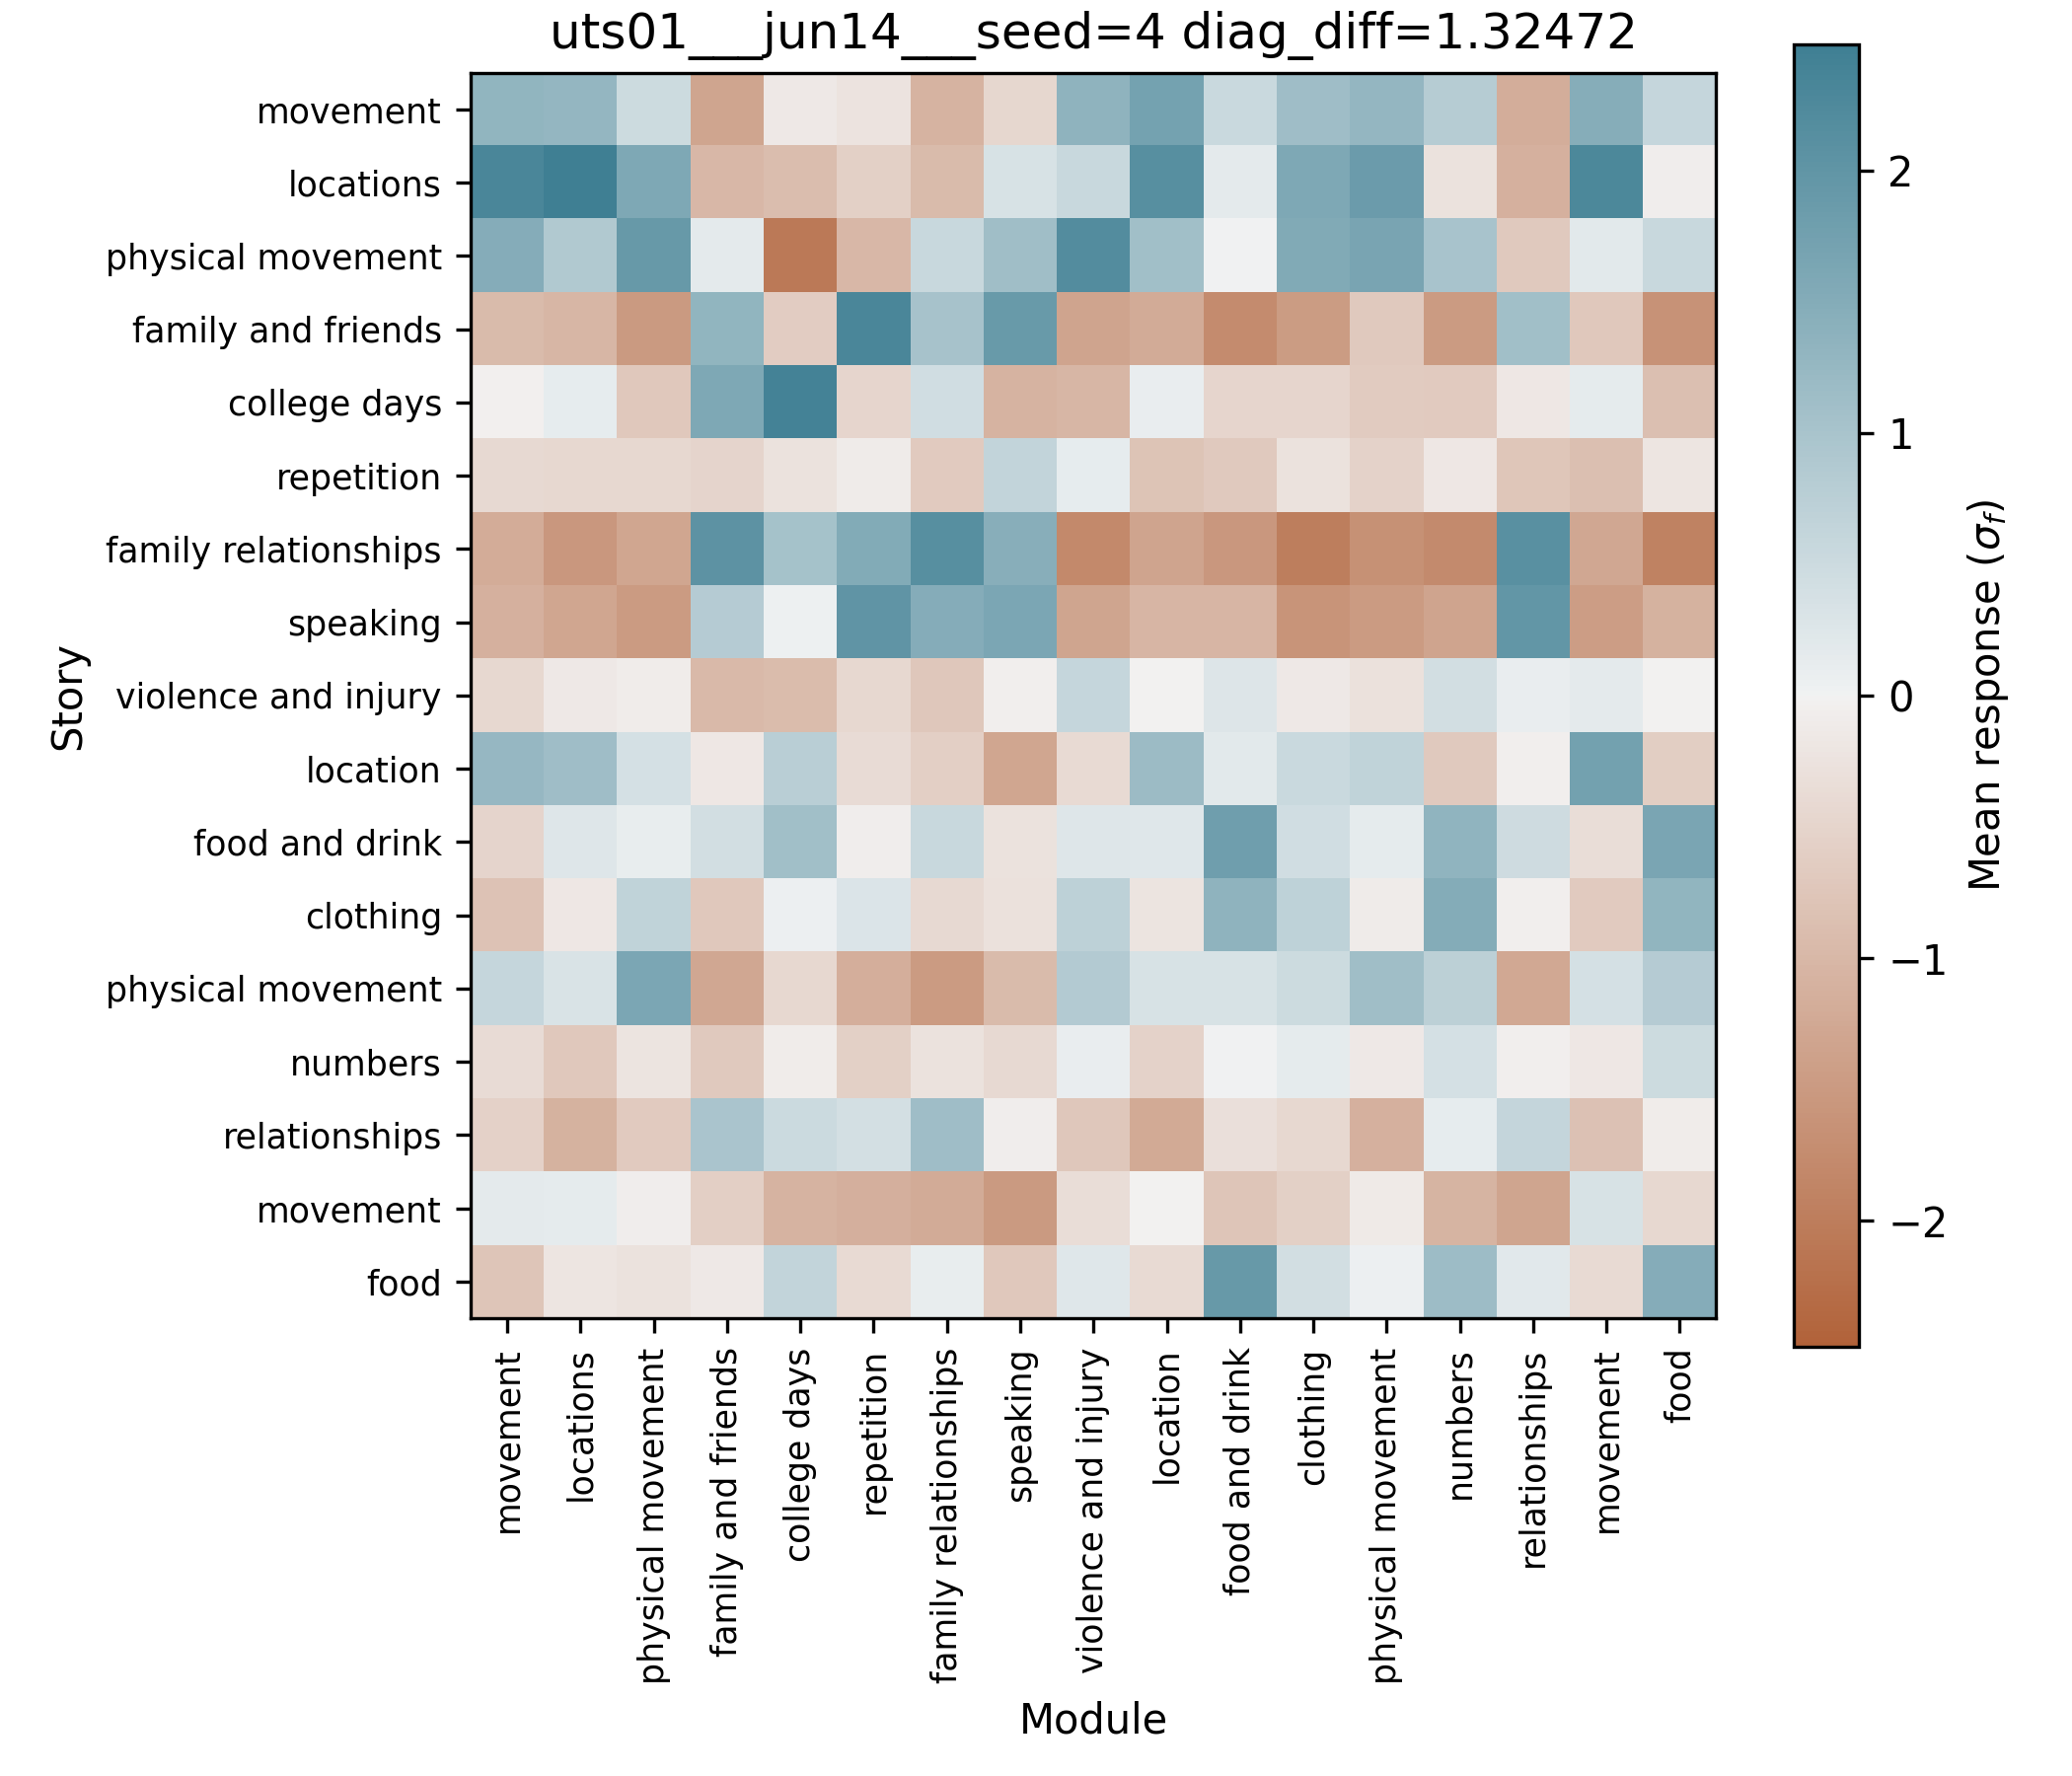 uts01___jun14___seed=4 diag_diff=1.32472
movement
locations
physical movement
family and friends
college days
repetition
family relationships
speaking
violence and injury
location
food and drink
clothing
physical movement
numbers
relationships
movement
food
Story
movement
locations
physical movement
family and friends
college days
repetition
family relationships
speaking
violence and injury
location
food and drink
clothing
physical movement
numbers
relationships
movement
food
Module
2
1
0
−1
−2
Mean response (σf)